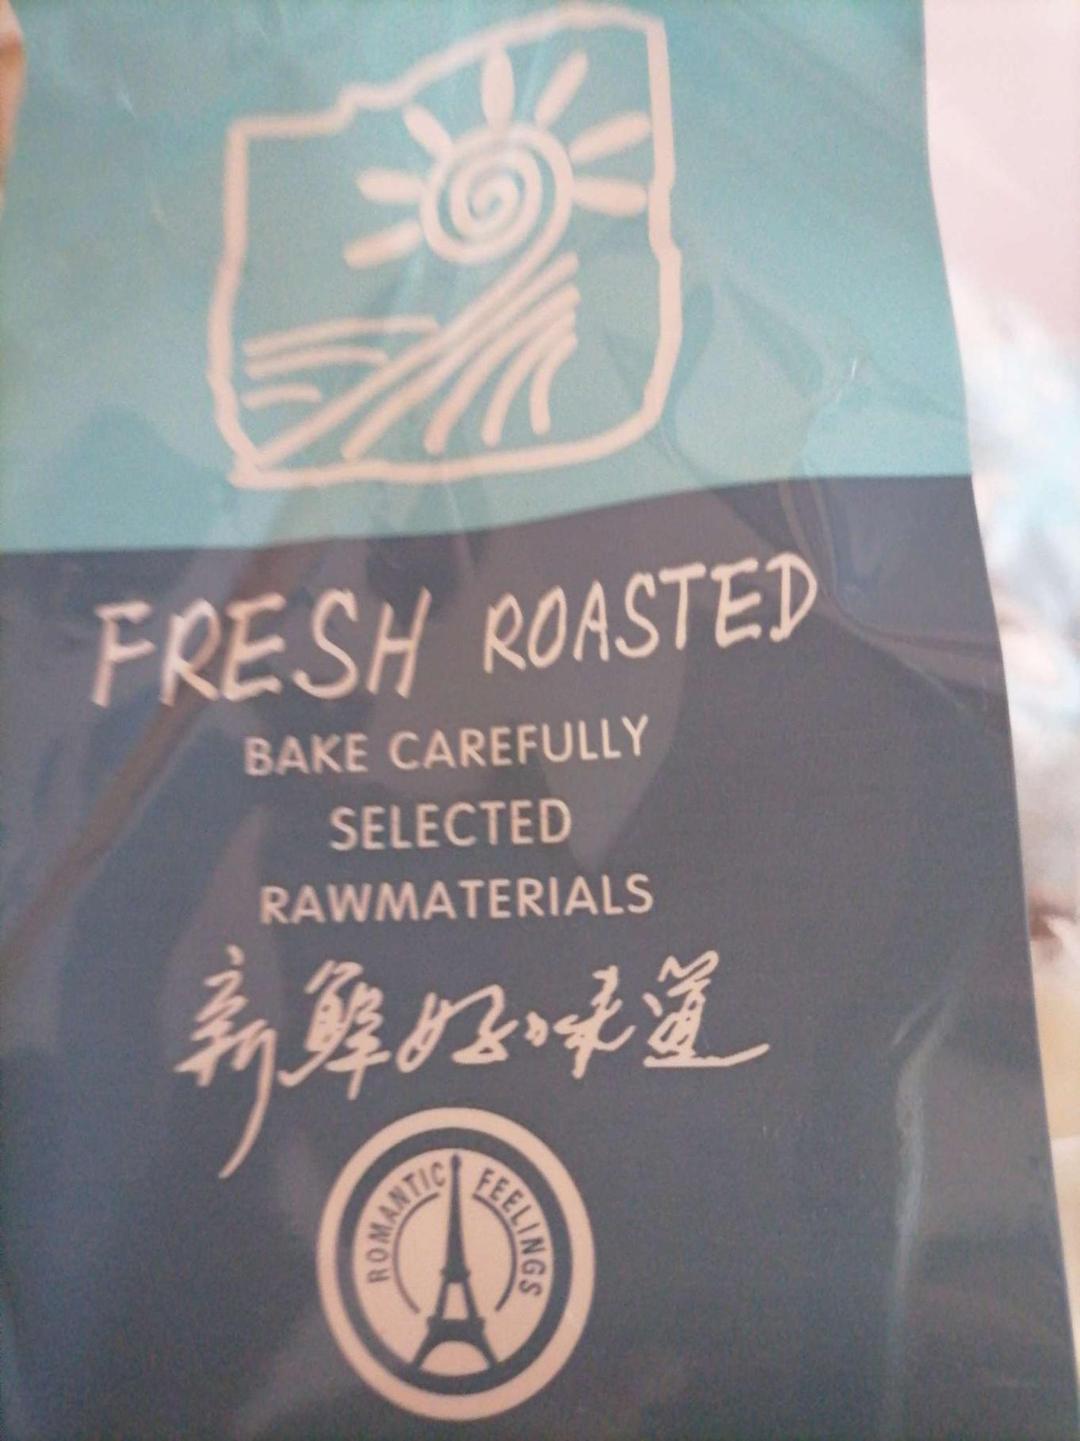 FRESH ROASTED
BAKE CAREFULLY
SELECTED
RAWMATERIALS
新鲜好味道
ROMANTIC FEELINGS